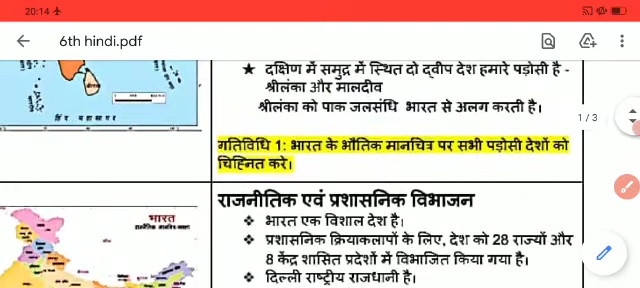 20:14
6th hindi.pdf
★ दक्षिण में समुद्र में स्थित दो द्वीप देश हमारे पड़ोसी है -
श्रीलंका और मालदीव
श्रीलंका को पाक जलसंधि भारत से अलग करती है।
हिंद महासागर
1 / 3
गतिविधि 1: भारत के भौतिक मानचित्र पर सभी पड़ोसी देशों को
चिह्नित करे।
राजनीतिक एवं प्रशासनिक विभाजन
भारत
❖ भारत एक विशाल देश है।
❖ प्रशासनिक क्रियाकलापों के लिए, देश को 28 राज्यों और
8 केंद्र शासित प्रदेशों में विभाजित किया गया है।
❖ दिल्ली राष्ट्रीय राजधानी है।